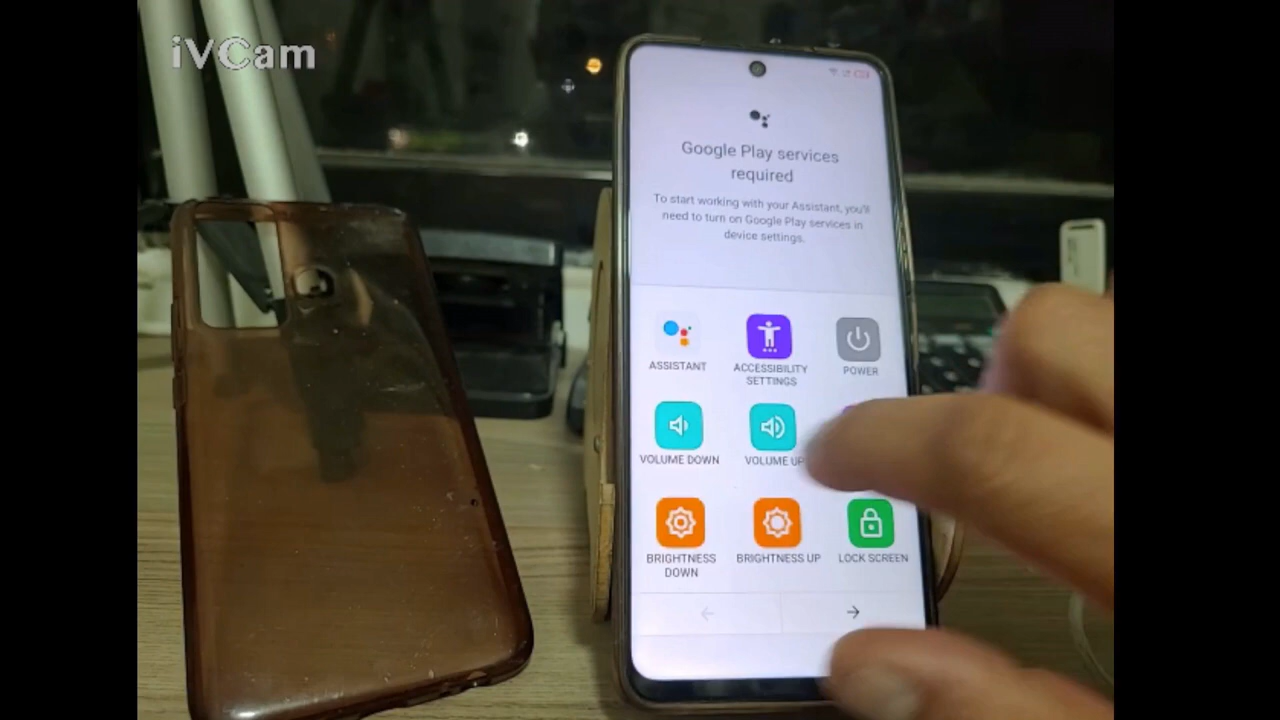 iVCam
Google Play services
required
To start working with your Assistant, you'll
need to turn on Google Play services in
device settings.
ASSISTANT
ACCESSIBILITY
SETTINGS
POWER
VOLUME DOWN
VOLUME UP
BRIGHTNESS
DOWN
BRIGHTNESS UP
LOCK SCREEN